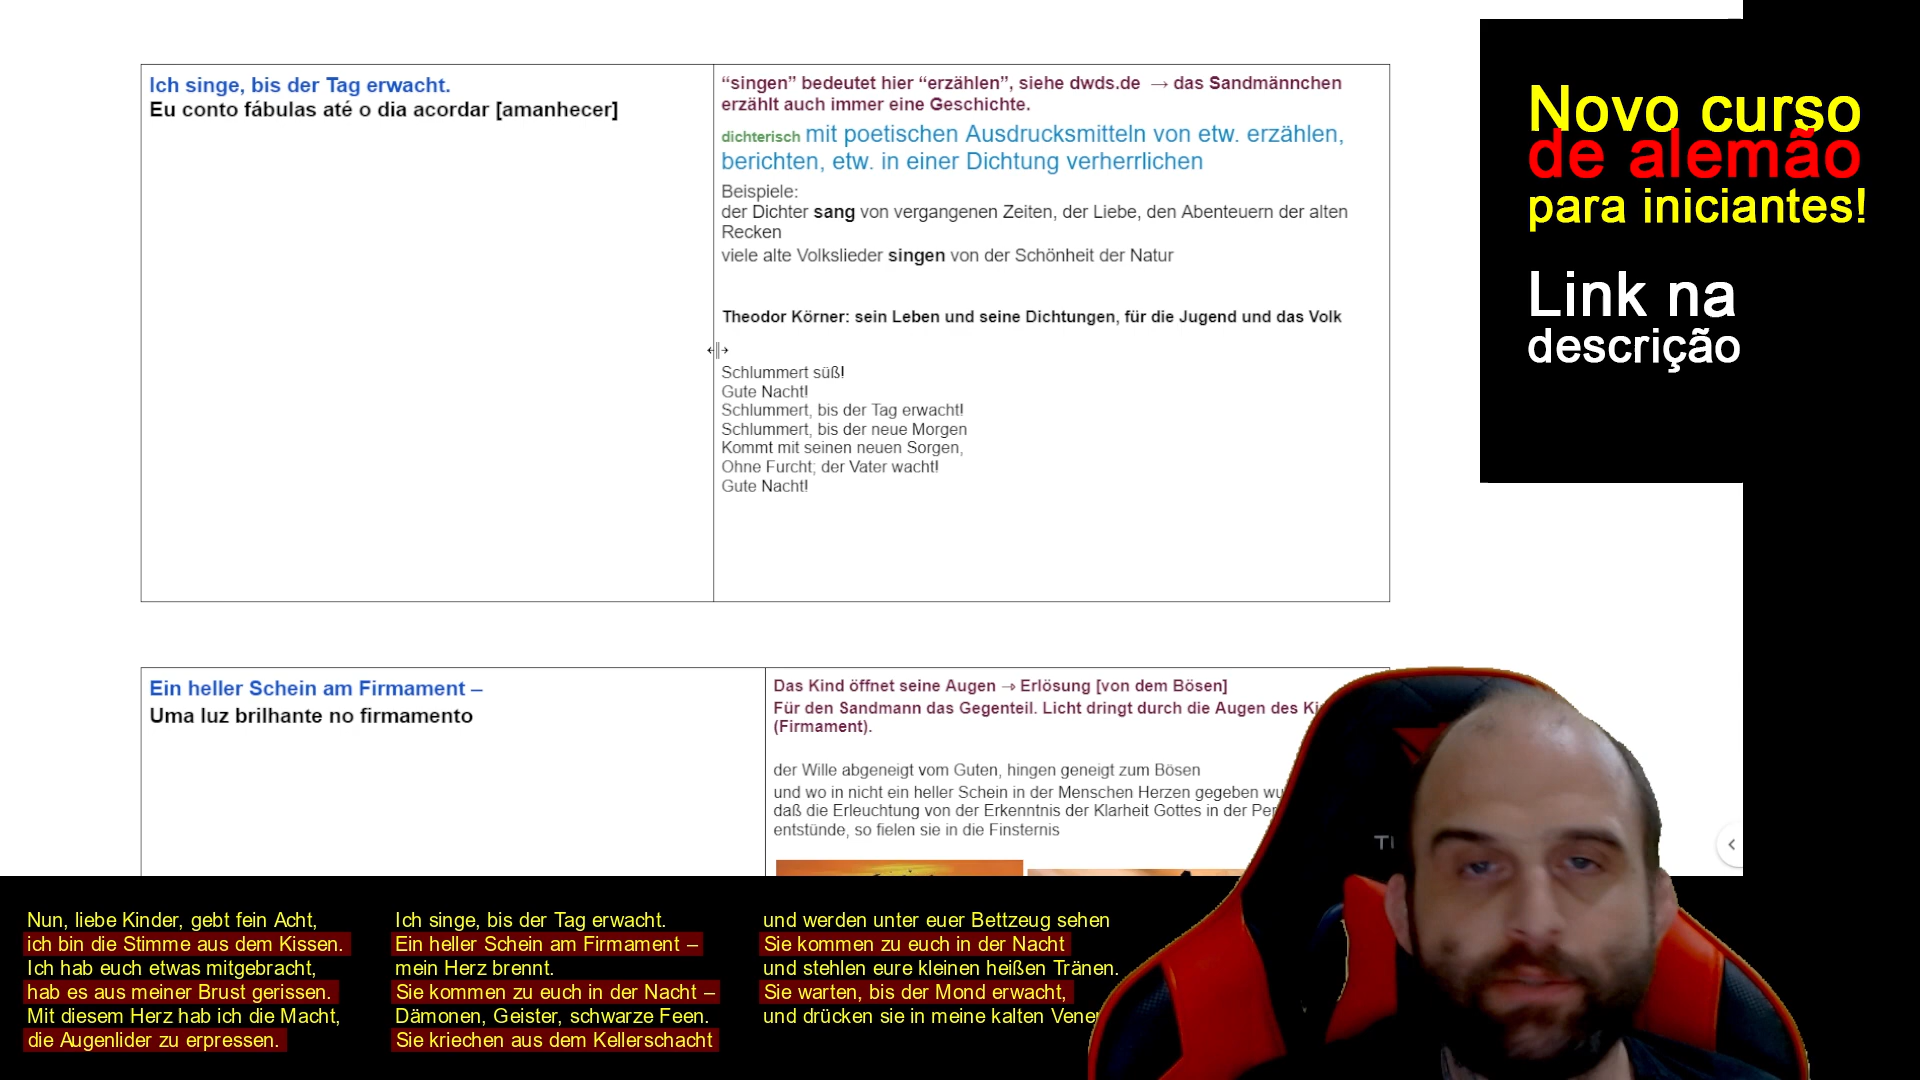 Ich singe, bis der Tag erwacht.
Eu conto fábulas até o dia acordar [amanhecer]
“singen” bedeutet hier “erzählen”, siehe dwds.de → das Sandmännchen
erzählt auch immer eine Geschichte.
dichterisch mit poetischen Ausdrucksmitteln von etw. erzählen,
berichten, etw. in einer Dichtung verherrlichen
Beispiele:
der Dichter sang von vergangenen Zeiten, der Liebe, den Abenteuern der alten
Recken
viele alte Volkslieder singen von der Schönheit der Natur
Theodor Körner: sein Leben und seine Dichtungen, für die Jugend und das Volk
Schlummert süß!
Gute Nacht!
Schlummert, bis der Tag erwacht!
Schlummert, bis der neue Morgen
Kommt mit seinen neuen Sorgen,
Ohne Furcht; der Vater wacht!
Gute Nacht!
Novo curso
de alemão
para iniciantes!
Link na
descrição
Ein heller Schein am Firmament –
Uma luz brilhante no firmamento
Das Kind öffnet seine Augen → Erlösung [von dem Bösen]
Für den Sandmann das Gegenteil. Licht dringt durch die Augen des
(Firmament).
der Wille abgeneigt vom Guten, hingen geneigt zum Bösen
und wo in nicht ein heller Schein in der Menschen Herzen gegeben
daß die Erleuchtung von der Erkenntnis der Klarheit Gottes in der
entstünde, so fielen sie in die Finsternis
Nun, liebe Kinder, gebt fein Acht,
ich bin die Stimme aus dem Kissen.
Ich hab euch etwas mitgebracht,
hab es aus meiner Brust gerissen.
Mit diesem Herz hab ich die Macht,
die Augenlider zu erpressen.
Ich singe, bis der Tag erwacht.
Ein heller Schein am Firmament –
mein Herz brennt.
Sie kommen zu euch in der Nacht –
Dämonen, Geister, schwarze Feen.
Sie kriechen aus dem Kellerschacht
und werden unter euer Bettzeug sehen
Sie kommen zu euch in der Nacht
und stehlen eure kleinen heißen Tränen.
Sie warten, bis der Mond erwacht,
und drücken sie in meine kalten